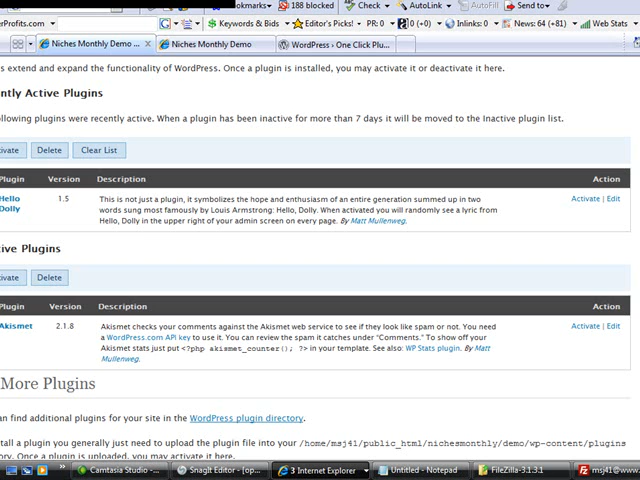 erProfits.com/
okmarks▾
188 blocked
Check ▾
AutoLink ▾
AutoFill
Send to▾
Keywords & Bids ▾
Editor's Picks! ▾
PR: 0 ▾
0 (+0) ▾
Inlinks: 0 ▾
News: 64 (+81) ▾
Web Stats ▾
Niches Monthly Demo ...
Niches Monthly Demo
WordPress › One Click Plu...
s extend and expand the functionality of WordPress. Once a plugin is installed, you may activate it or deactivate it here.
ntly Active Plugins
ollowing plugins were recently active. When a plugin has been inactive for more than 7 days it will be moved to the Inactive plugin list.
ivate
Delete
Clear List
Plugin
Version
Description
Action
Hello
Dolly
1.5
This is not just a plugin, it symbolizes the hope and enthusiasm of an entire generation summed up in two
words sung most famously by Louis Armstrong: Hello, Dolly. When activated you will randomly see a lyric from
Hello, Dolly in the upper right of your admin screen on every page. By Matt Mullenweg.
Activate | Edit
tive Plugins
ivate
Delete
Plugin
Version
Description
Action
Akismet
2.1.8
Akismet checks your comments against the Akismet web service to see if they look like spam or not. You need
a WordPress.com API key to use it. You can review the spam it catches under “Comments.” To show off your
Akismet stats just put <?php akismet_counter(); ?> in your template. See also: WP Stats plugin. By Matt
Mullenweg.
Activate | Edit
More Plugins
an find additional plugins for your site in the WordPress plugin directory.
tall a plugin you generally just need to upload the plugin file into your /home/msj41/public_html/nichesmonthly/demo/wp-content/plugins
ory. Once a plugin is uploaded, you may activate it here.
Camtasia Studio - ...
SnagIt Editor - [op...
3 Internet Explorer
Untitled - Notepad
FileZilla-3.1.3.1
msj41@www.